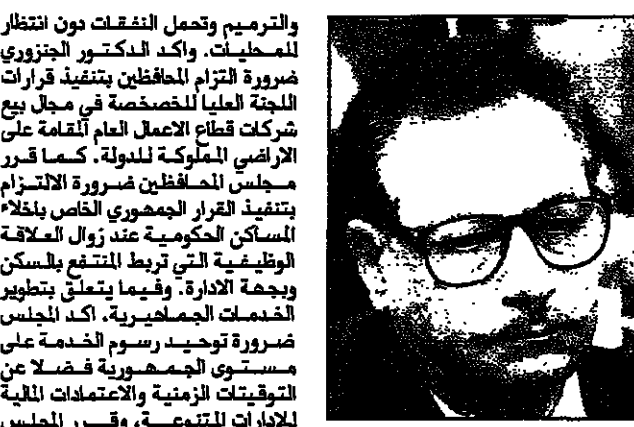 والترميم وتحمل النفقات دون انتظار
للمحليات. واكد الدكتور الجنزوري
ضرورة التزام المحافظين بتنفيذ قرارات
اللجنة العليا للخصخصة في مجال بيع
شركات قطاع الاعمال العام المقامة على
الاراضي المملوكة للدولة. كما قرر
مجلس المحافظين ضرورة الالتزام
بتنفيذ القرار الجمهوري الخاص باخلاء
المساكن الحكومية عند زوال العلاقة
الوظيفية التي تربط المنتفع بالسكن
وبجهة الادارة. وفيما يتعلق بتطوير
الخدمات الجماهيرية، اكد المجلس
ضرورة توحيد رسوم الخدمة على
مستوى الجمهورية فضلا عن
التوقيتات الزمنية والاعتمادات المالية
للادارات المتنوعة، وقرر المجلس